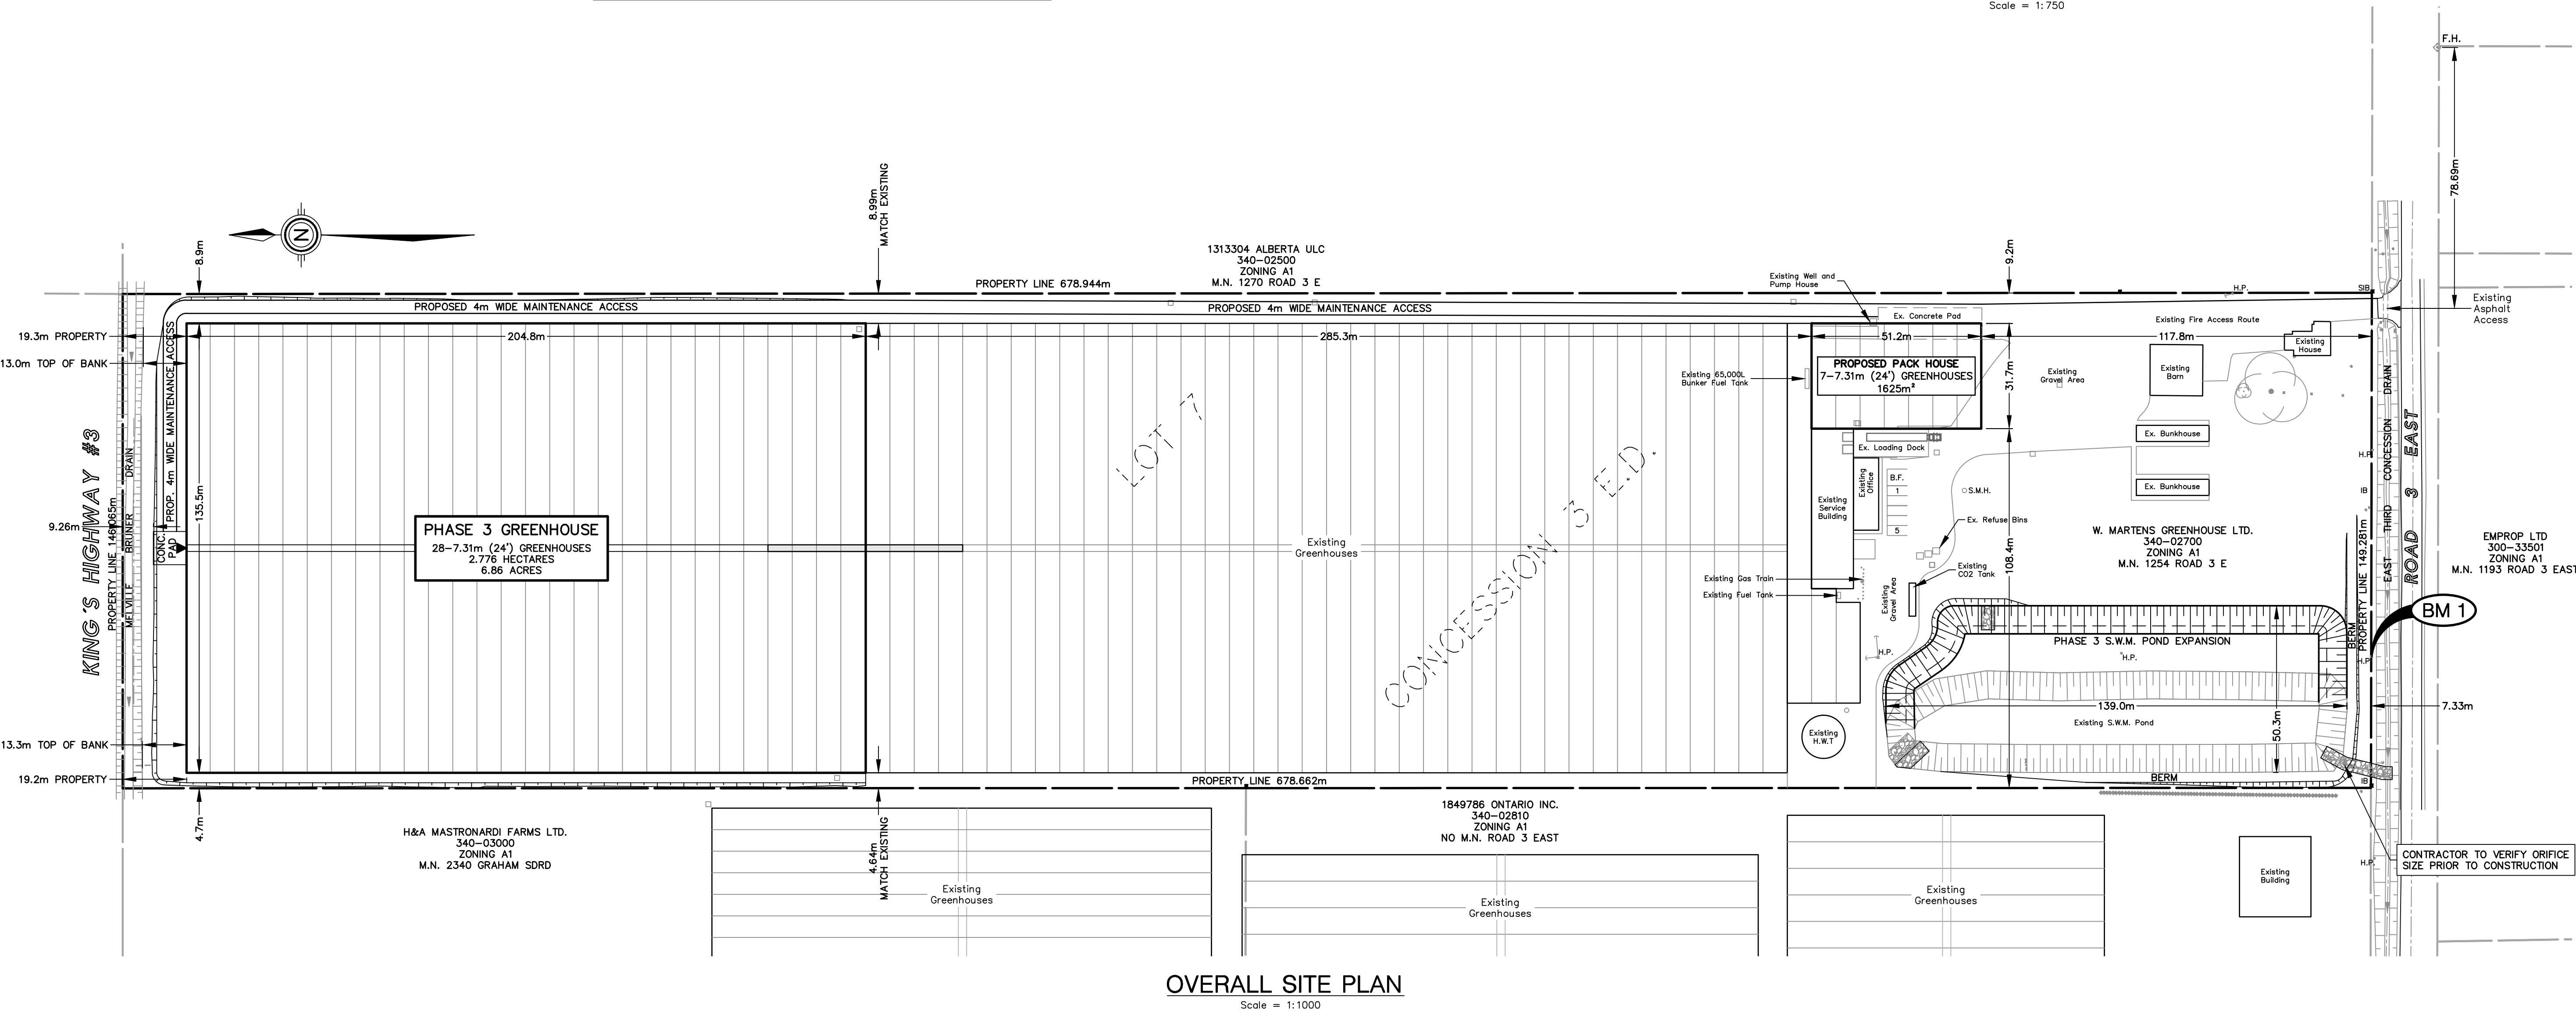 Scale = 1:750
F.H.
78.69m
8.99m
MATCH EXISTING
8.9m
N
1313304 ALBERTA ULC
340-02500
ZONING A1
M.N. 1270 ROAD 3 E
PROPERTY LINE 678.944m
9.2m
Existing Well and
Pump House
H.P.
SIB
Existing
Asphalt
Access
PROPOSED 4m WIDE MAINTENANCE ACCESS
PROPOSED 4m WIDE MAINTENANCE ACCESS
Ex. Concrete Pad
Existing Fire Access Route
19.3m PROPERTY
204.8m
285.3m
51.2m
117.8m
Existing
House
13.0m TOP OF BANK
PROP. 4m WIDE MAINTENANCE ACCESS
PROPOSED PACK HOUSE
7-7.31m (24') GREENHOUSES
1625m²
31.7m
Existing 65,000L
Bunker Fuel Tank
Existing
Gravel Area
Existing
Barn
LOT 7
CONCESSION 3 E.D.
KING'S HIGHWAY #3
PROPERTY LINE 146.065m
MELVILLE BRUNER DRAIN
135.5m
9.26m
CONC.
PAD
PHASE 3 GREENHOUSE
28-7.31m (24') GREENHOUSES
2.776 HECTARES
6.86 ACRES
Existing
Greenhouses
Ex. Loading Dock
Existing
Office
B.F.
1
5
Existing
Service
Building
S.M.H.
Ex. Refuse Bins
Ex. Bunkhouse
Ex. Bunkhouse
H.P.
IB
EAST THIRD CONCESSION DRAIN
ROAD 3 EAST
108.4m
W. MARTENS GREENHOUSE LTD.
340-02700
ZONING A1
M.N. 1254 ROAD 3 E
PROPERTY LINE 149.281m
EMPROP LTD
300-33501
ZONING A1
M.N. 1193 ROAD 3 EAST
Existing Gas Train
Existing Fuel Tank
Existing
Gravel Area
Existing
CO2 Tank
BM 1
PHASE 3 S.W.M. POND EXPANSION
H.P.
H.P.
BERM
H.P.
139.0m
7.33m
Existing S.W.M. Pond
50.3m
Existing
H.W.T
BERM
IB
13.3m TOP OF BANK
19.2m PROPERTY
PROPERTY LINE 678.662m
4.7m
4.64m
MATCH EXISTING
H&A MASTRONARDI FARMS LTD.
340-03000
ZONING A1
M.N. 2340 GRAHAM SDRD
1849786 ONTARIO INC.
340-02810
ZONING A1
NO M.N. ROAD 3 EAST
Existing
Greenhouses
Existing
Greenhouses
Existing
Greenhouses
Existing
Building
H.P.
CONTRACTOR TO VERIFY ORIFICE
SIZE PRIOR TO CONSTRUCTION
OVERALL SITE PLAN
Scale = 1:1000